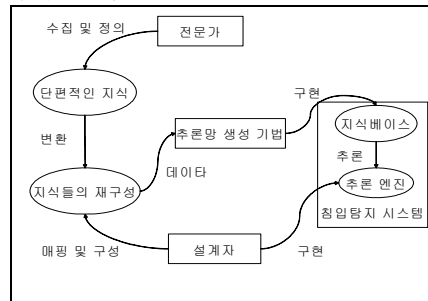 수집 및 정의
전문가
단편적인 지식
구현
변환
추론망 생성 기법
지식베이스
데이타
추론
지식들의 재구성
추론 엔진
침입탐지 시스템
매핑 및 구성
설계자
구현